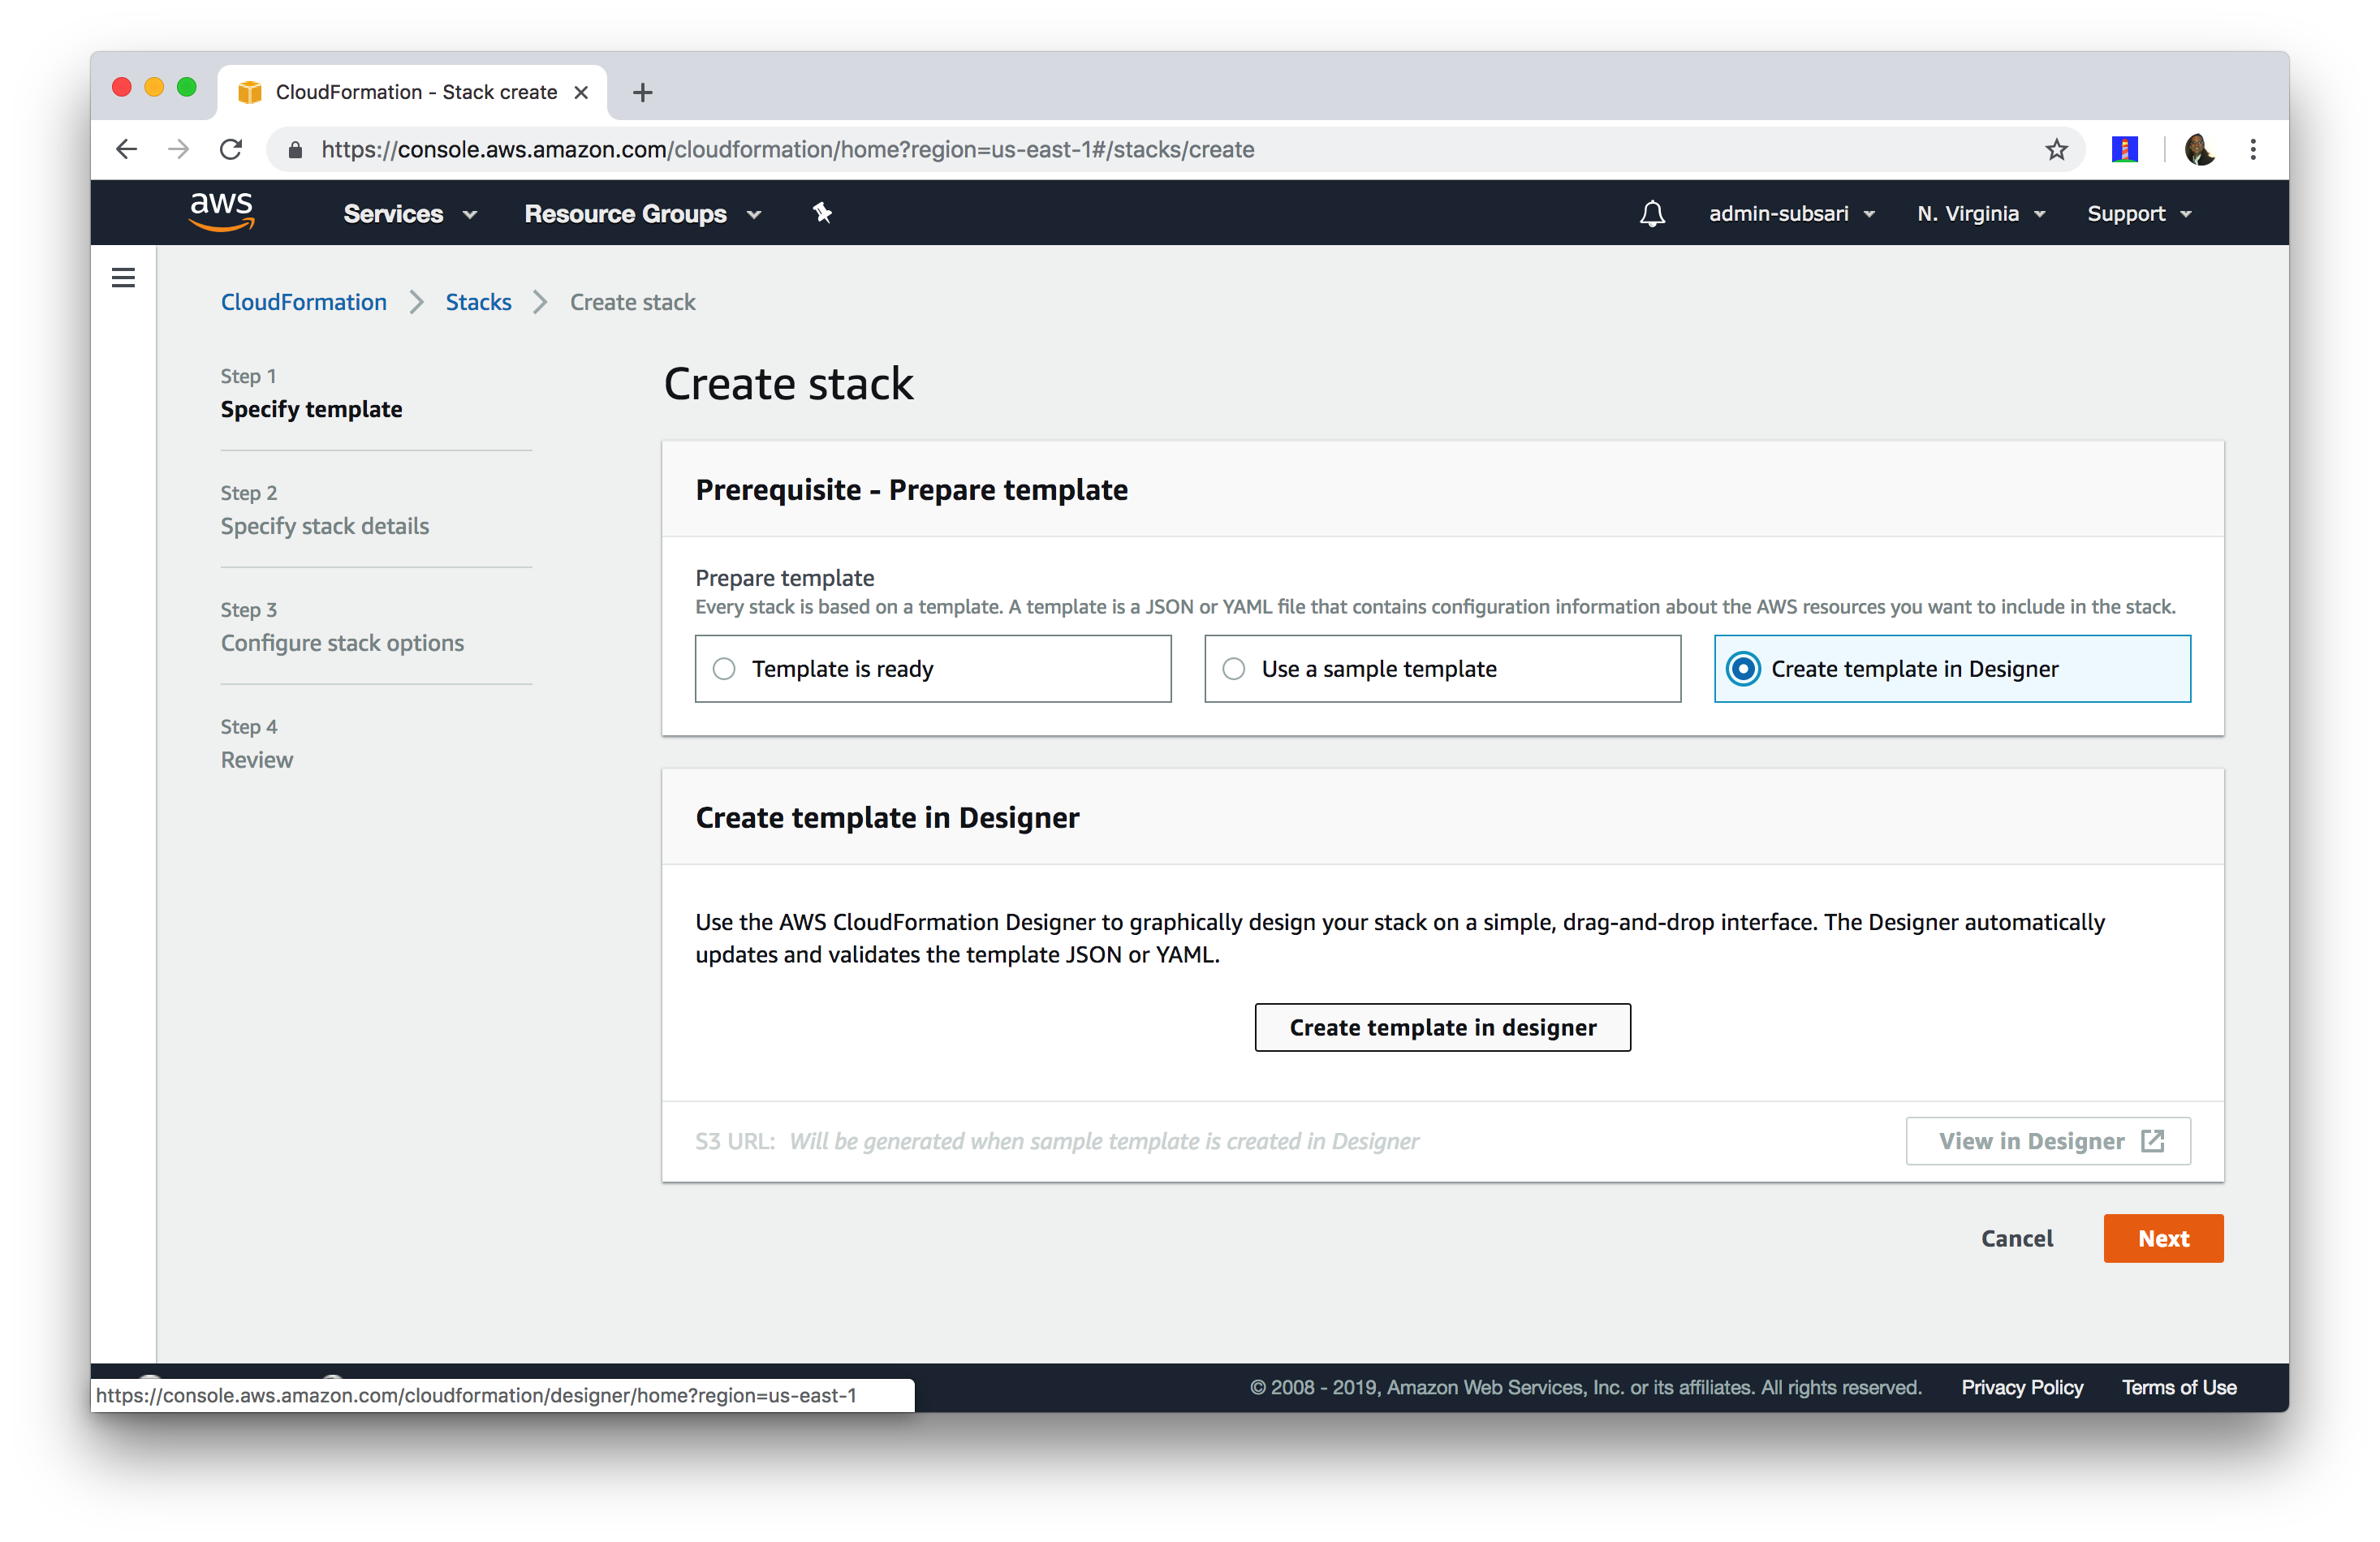 CloudFormation - Stack create
https://console.aws.amazon.com/cloudformation/home?region=us-east-1#/stacks/create
aws Services Resource Groups admin-subsari N. Virginia Support
CloudFormation Stacks Create stack
Step 1
Specify template
Step 2
Specify stack details
Step 3
Configure stack options
Step 4
Review
Create stack
Prerequisite - Prepare template
Prepare template
Every stack is based on a template. A template is a JSON or YAML file that contains configuration information about the AWS resources you want to include in the stack.
Template is ready Use a sample template Create template in Designer
Create template in Designer
Use the AWS CloudFormation Designer to graphically design your stack on a simple, drag-and-drop interface. The Designer automatically
updates and validates the template JSON or YAML.
Create template in designer
S3 URL: Will be generated when sample template is created in Designer View in Designer
Cancel Next
© 2008 - 2019, Amazon Web Services, Inc. or its affiliates. All rights reserved. Privacy Policy Terms of Use
https://console.aws.amazon.com/cloudformation/designer/home?region=us-east-1